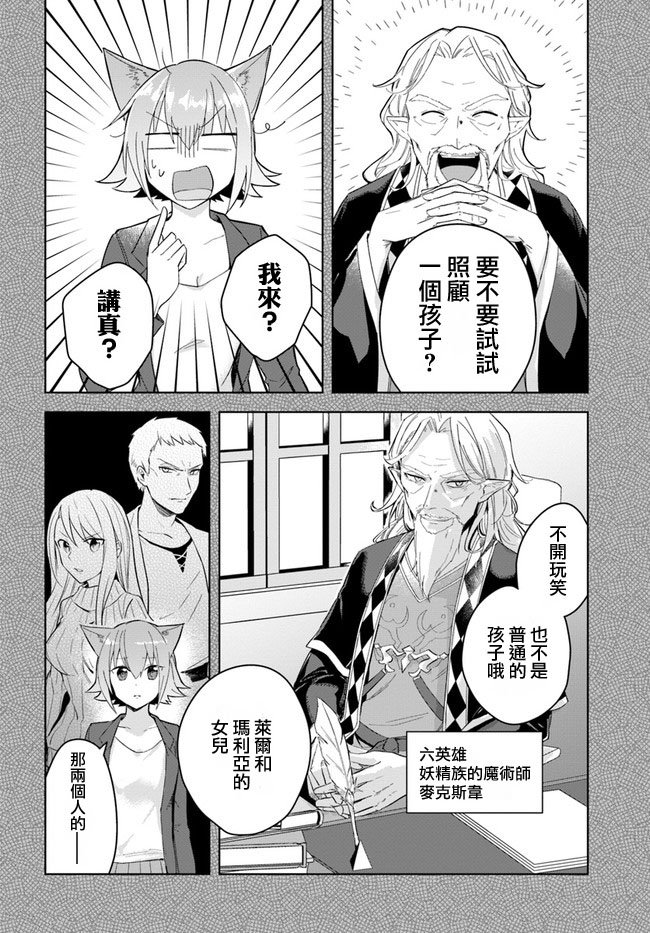 要不要試試
照顧
一個孩子？
我來？
講真？
不開玩笑
也不是
普通的
孩子哦
六英雄
妖精族的魔術師
麥克斯韋
萊爾和
瑪利亞的
女兒
那兩個人的——